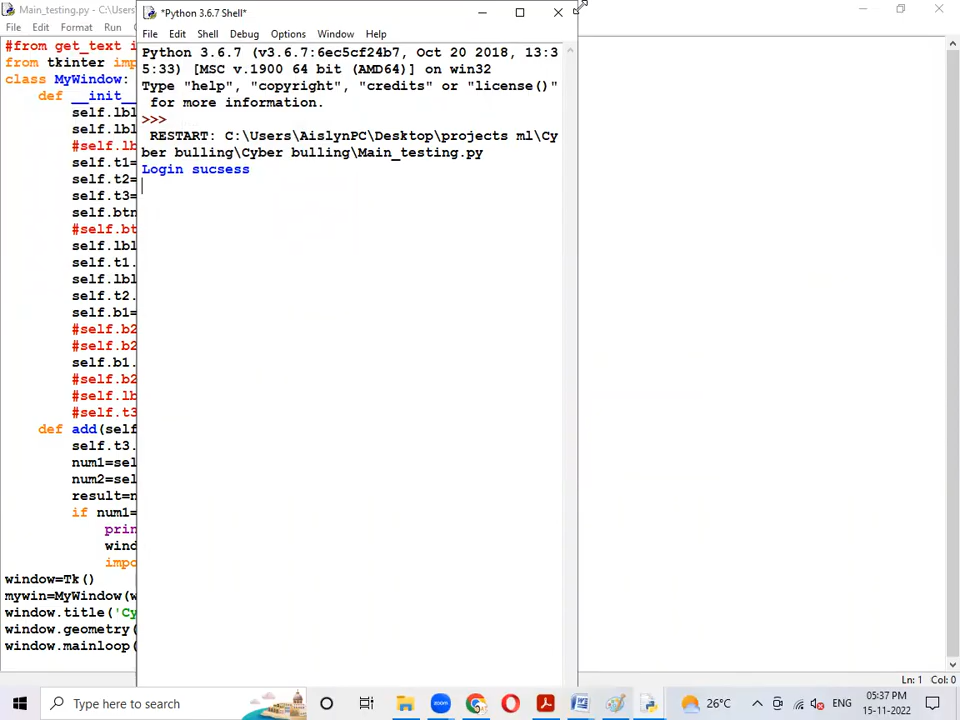 Main_testing.py - C:\Users
*Python 3.6.7 Shell*
File Edit Format Run
File Edit Shell Debug Options Window Help
#from get_text i
from tkinter imp
class MyWindow:
def __init__
self.lbl
self.lbl
#self.lb
self.t1=
self.t2=
self.t3=
self.btn
#self.bt
self.lbl
self.t1.
self.lbl
self.t2.
self.b1=
#self.b2
#self.b2
self.b1.
#self.b2
#self.lb
#self.t3
def add(self
self.t3.
num1=sel
num2=sel
result=n
if num1=
prin
wind
impo
window=Tk()
mywin=MyWindow(w
window.title('Cy
window.geometry(
window.mainloop(
Python 3.6.7 (v3.6.7:6ec5cf24b7, Oct 20 2018, 13:3
5:33) [MSC v.1900 64 bit (AMD64)] on win32
Type "help", "copyright", "credits" or "license()"
for more information.
>>>
RESTART: C:\Users\AislynPC\Desktop\projects ml\Cy
ber bulling\Cyber bulling\Main_testing.py
Login sucsess
Ln: 1 Col: 0
Type here to search
zoom
26°C
ENG
05:37 PM
15-11-2022